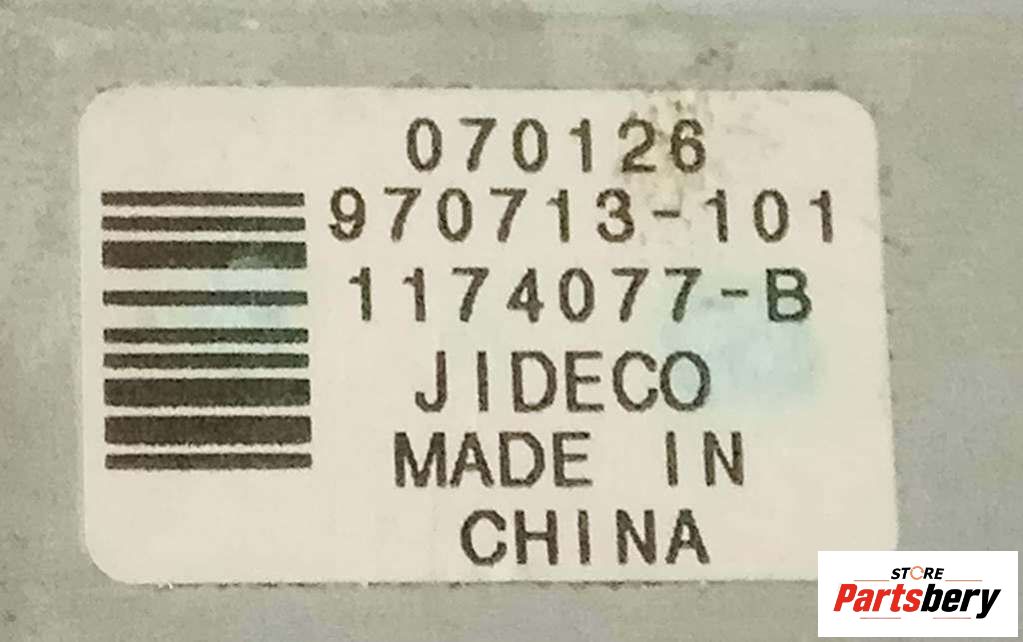 070126
970713-101
1174077-B
JIDECO
MADE IN
CHINA
STORE
Partsbery